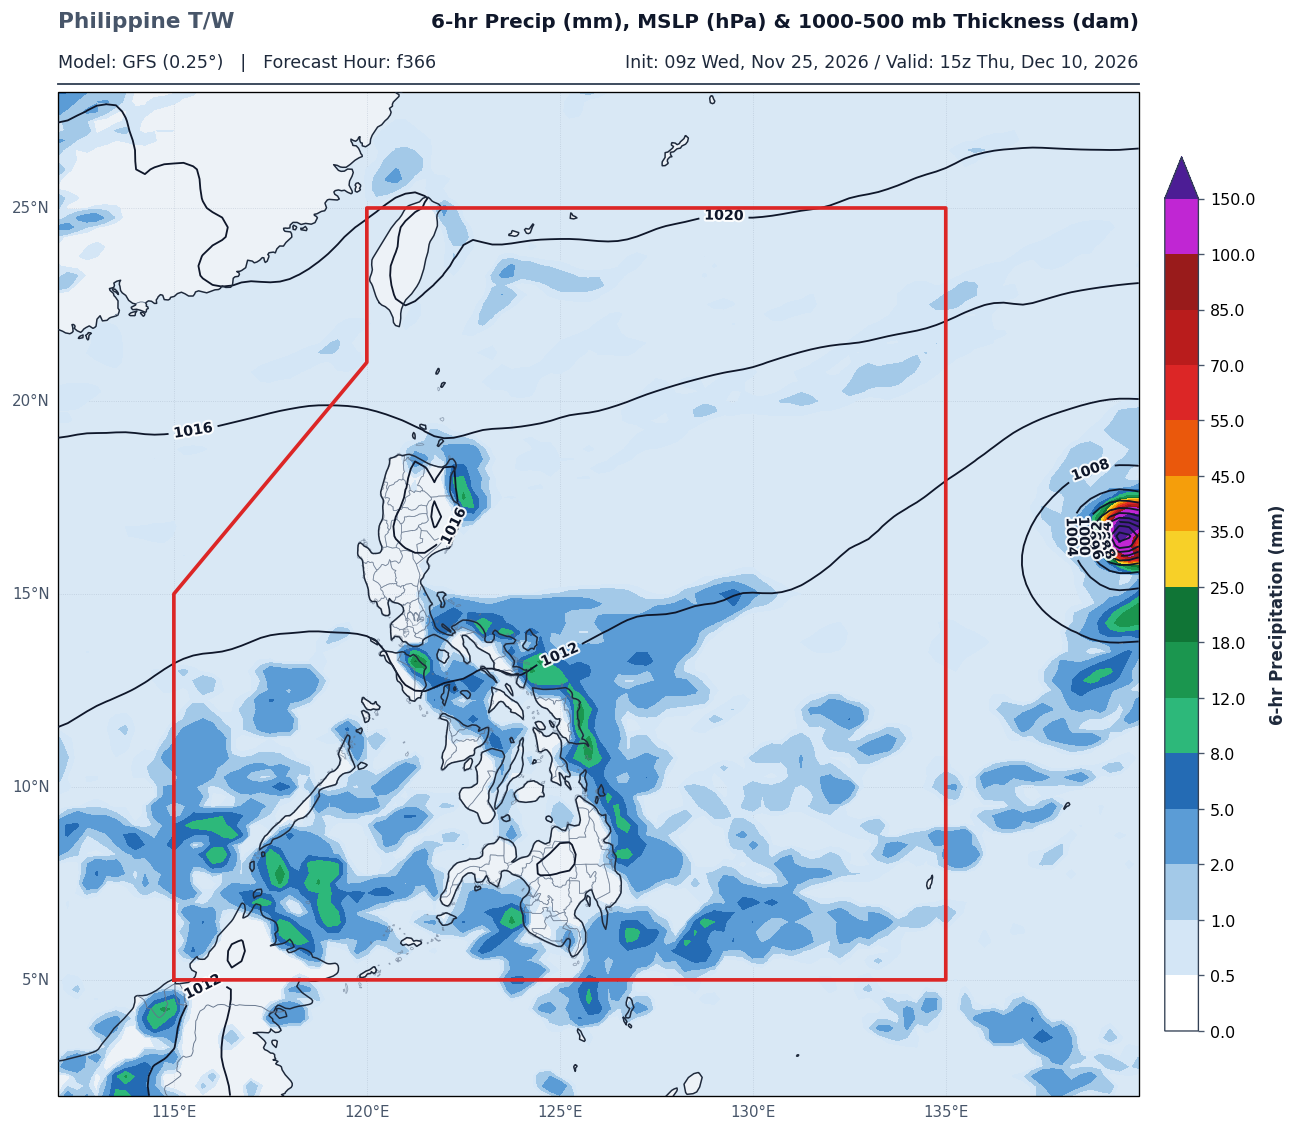 Philippine T/W
6-hr Precip (mm), MSLP (hPa) & 1000-500 mb Thickness (dam)
Model: GFS (0.25°) | Forecast Hour: f366
Init: 09z Wed, Nov 25, 2026 / Valid: 15z Thu, Dec 10, 2026
25°N
20°N
15°N
10°N
5°N
115°E
120°E
125°E
130°E
135°E
1020
1016
1016
1012
1012
1008
1004
1000
996
992
988
150.0
100.0
85.0
70.0
55.0
45.0
35.0
25.0
18.0
12.0
8.0
5.0
2.0
1.0
0.5
0.0
6-hr Precipitation (mm)